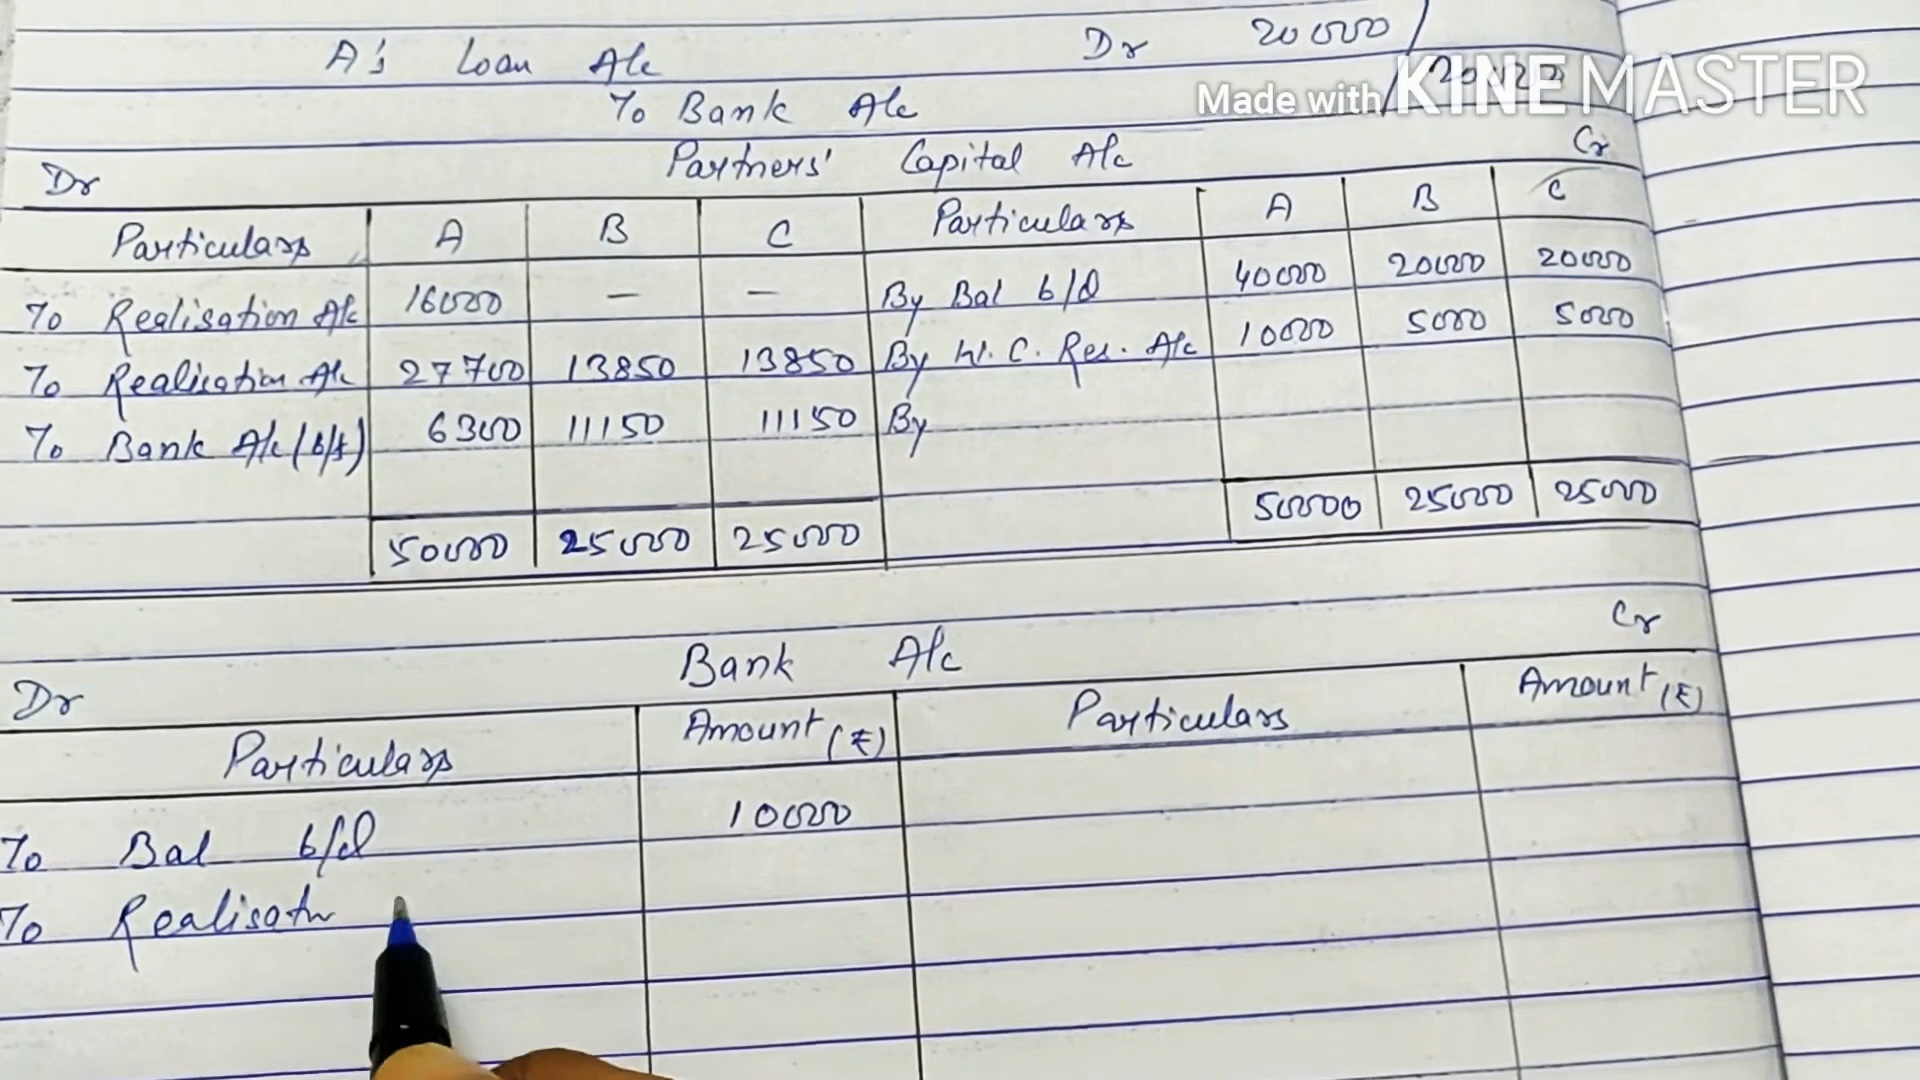 A's Loan A/c Dr 20000
To Bank A/c 20000
Made with KINEMASTER
Partners' Capital A/c
Dr Cr
Particulars A B C Particulars A B C
To Realisation A/c 16000 — — By Bal b/d 40000 20000 20000
To Realisation A/c 27700 13850 13850 By W.C. Res. A/c 10000 5000 5000
To Bank A/c (b/f) 6300 11150 11150 By
50000 25000 25000 50000 25000 25000
Bank A/c
Dr Cr
Particulars Amount (₹) Particulars Amount (₹)
To Bal b/d 10000
To Realisatn